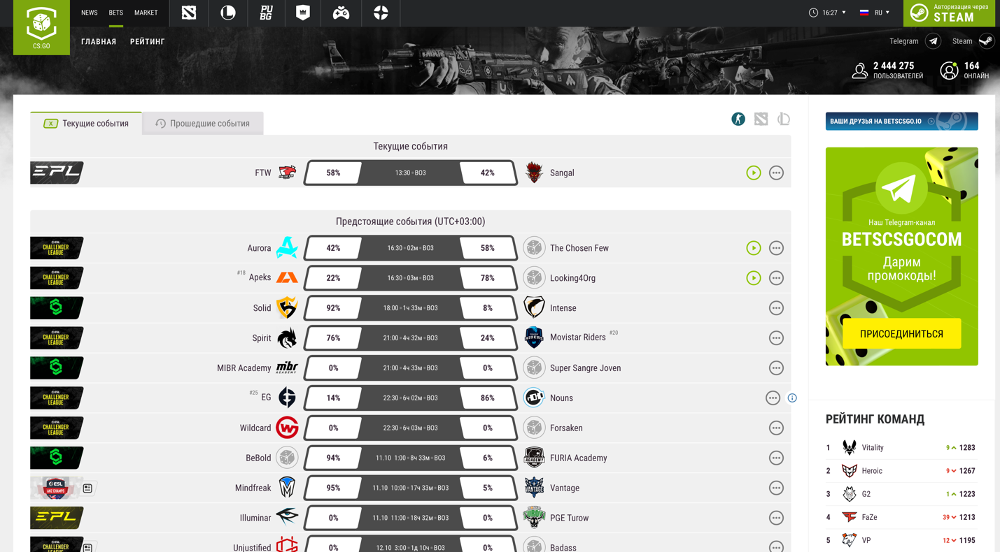 NEWS BETS MARKET
PUBG
16:27
RU
Авторизация через
STEAM
CS:GO
ГЛАВНАЯ РЕЙТИНГ
Telegram
Steam
2 444 275
ПОЛЬЗОВАТЕЛЕЙ
164
ОНЛАЙН
Текущие события
Прошедшие события
Текущие события
EPL FTW 58% 13:30 BO3 42% Sangal
Предстоящие события (UTC+03:00)
ESL CHALLENGER LEAGUE Aurora 42% 16:30 02м BO3 58% The Chosen Few
ESL CHALLENGER LEAGUE #18 Apeks 22% 16:30 03м BO3 78% Looking4Org
Solid 92% 18:00 1ч 33м BO3 8% Intense
ESL CHALLENGER LEAGUE Spirit 76% 21:00 4ч 32м BO3 24% RIDERS Movistar Riders #20
MIBR Academy mibr ACADEMY 0% 21:00 4ч 33м BO3 0% Super Sangre Joven
ESL CHALLENGER LEAGUE #25 EG 14% 22:30 6ч 02м BO3 86% Nouns
ESL CHALLENGER LEAGUE Wildcard 0% 22:30 6ч 03м BO3 0% Forsaken
BeBold 94% 11.10 1:00 8ч 33м BO3 6% ACADEMY FURIA Academy
ESL ANZ CHAMPS Mindfreak 95% 11.10 10:00 17ч 33м BO3 5% VANTAGE Vantage
EPL Illuminar 0% 11.10 11:00 18ч 32м BO3 0% TUROW PGE Turow
ESL CHALLENGER LEAGUE Unjustified 0% 12.10 3:00 1д 10ч BO3 0% Badass
ВАШИ ДРУЗЬЯ НА BETSCSGO.IO
Наш Telegram-канал
BETSCSGOCOM
Дарим
промокоды!
ПРИСОЕДИНИТЬСЯ
РЕЙТИНГ КОМАНД
1 Vitality 9 1283
2 Heroic 9 1267
3 G2 1 1223
4 FaZe 39 1213
5 VP 12 1195